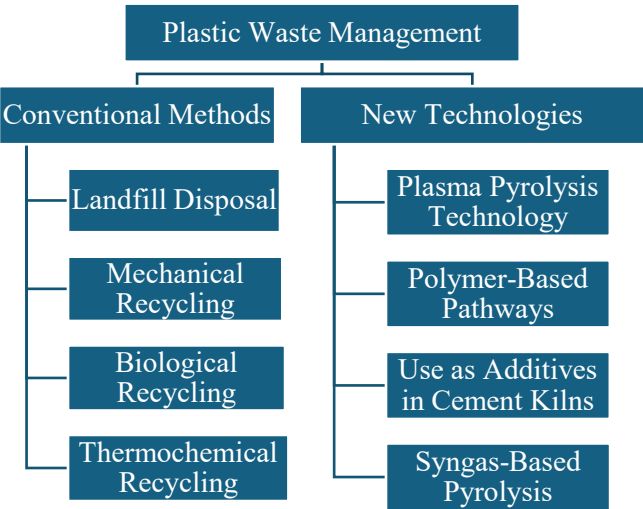 Plastic Waste Management
Conventional Methods
Landfill Disposal
Mechanical
Recycling
Biological
Recycling
Thermochemical
Recycling
New Technologies
Plasma Pyrolysis
Technology
Polymer-Based
Pathways
Use as Additives
in Cement Kilns
Syngas-Based
Pyrolysis